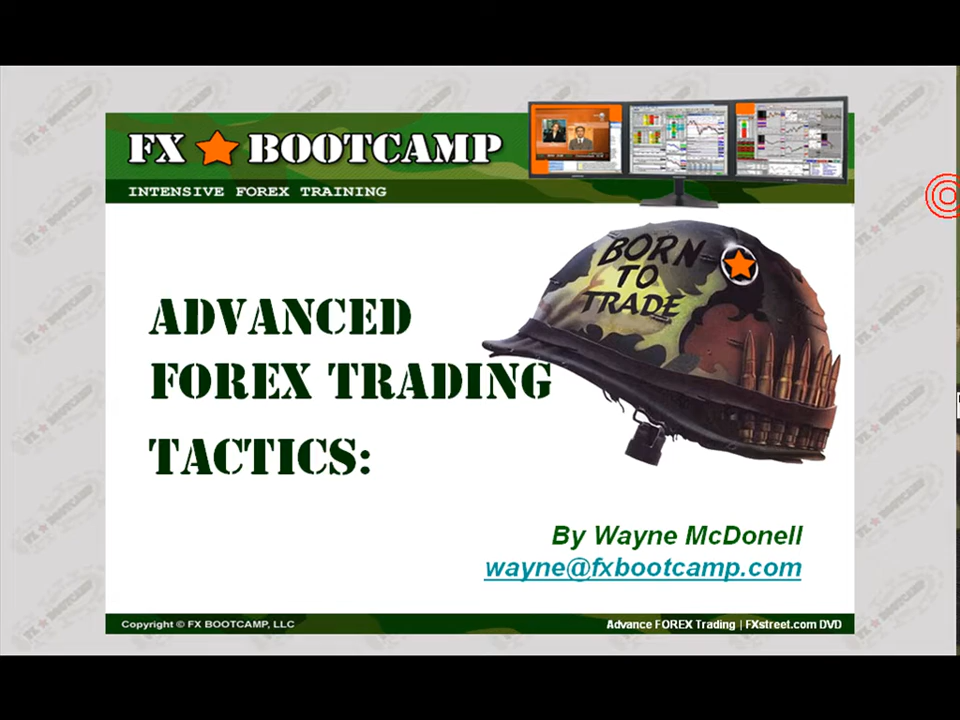 FX BOOTCAMP
INTENSIVE FOREX TRAINING
BORN
TO
TRADE
ADVANCED
FOREX TRADING
TACTICS:
By Wayne McDonell
wayne@fxbootcamp.com
Copyright © FX BOOTCAMP, LLC
Advance FOREX Trading | FXstreet.com DVD